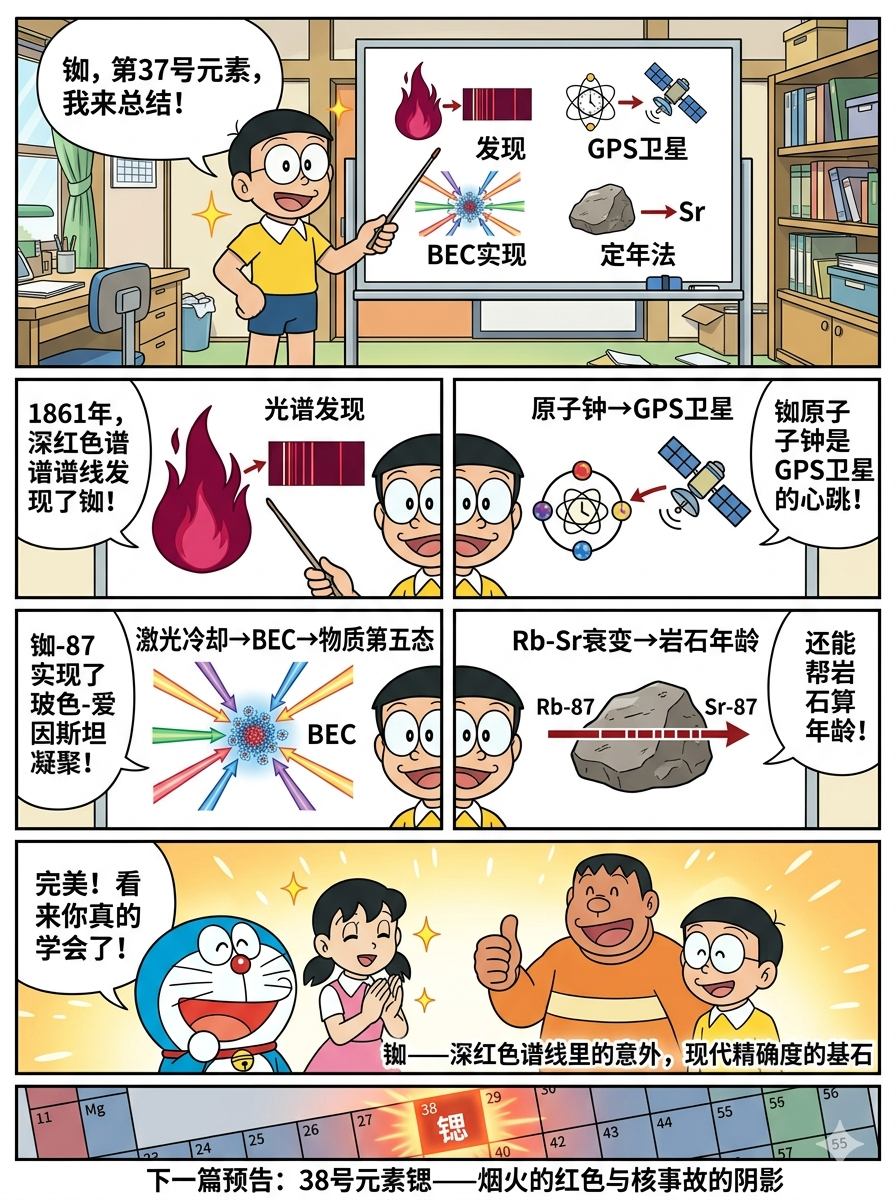 铷，第37号元素，
我来总结！
发现
GPS卫星
BEC实现
Sr
定年法
1861年，
深红色谱
谱谱线发
现了铷！
光谱发现
原子钟→GPS卫星
铷原子
子钟是
GPS卫星
的心跳！
铷-87
实现了
玻色-爱
因斯坦
凝聚！
激光冷却→BEC→物质第五态
BEC
Rb-Sr衰变→岩石年龄
Rb-87
Sr-87
还能
帮岩
石算
年龄！
完美！看
来你真的
学会了！
铷——深红色谱线里的意外，现代精确度的基石
11
Mg
23
24
25
26
27
38
锶
29
40
30
42
43
44
55
55
57
56
55
下一篇预告：38号元素锶——烟火的红色与核事故的阴影